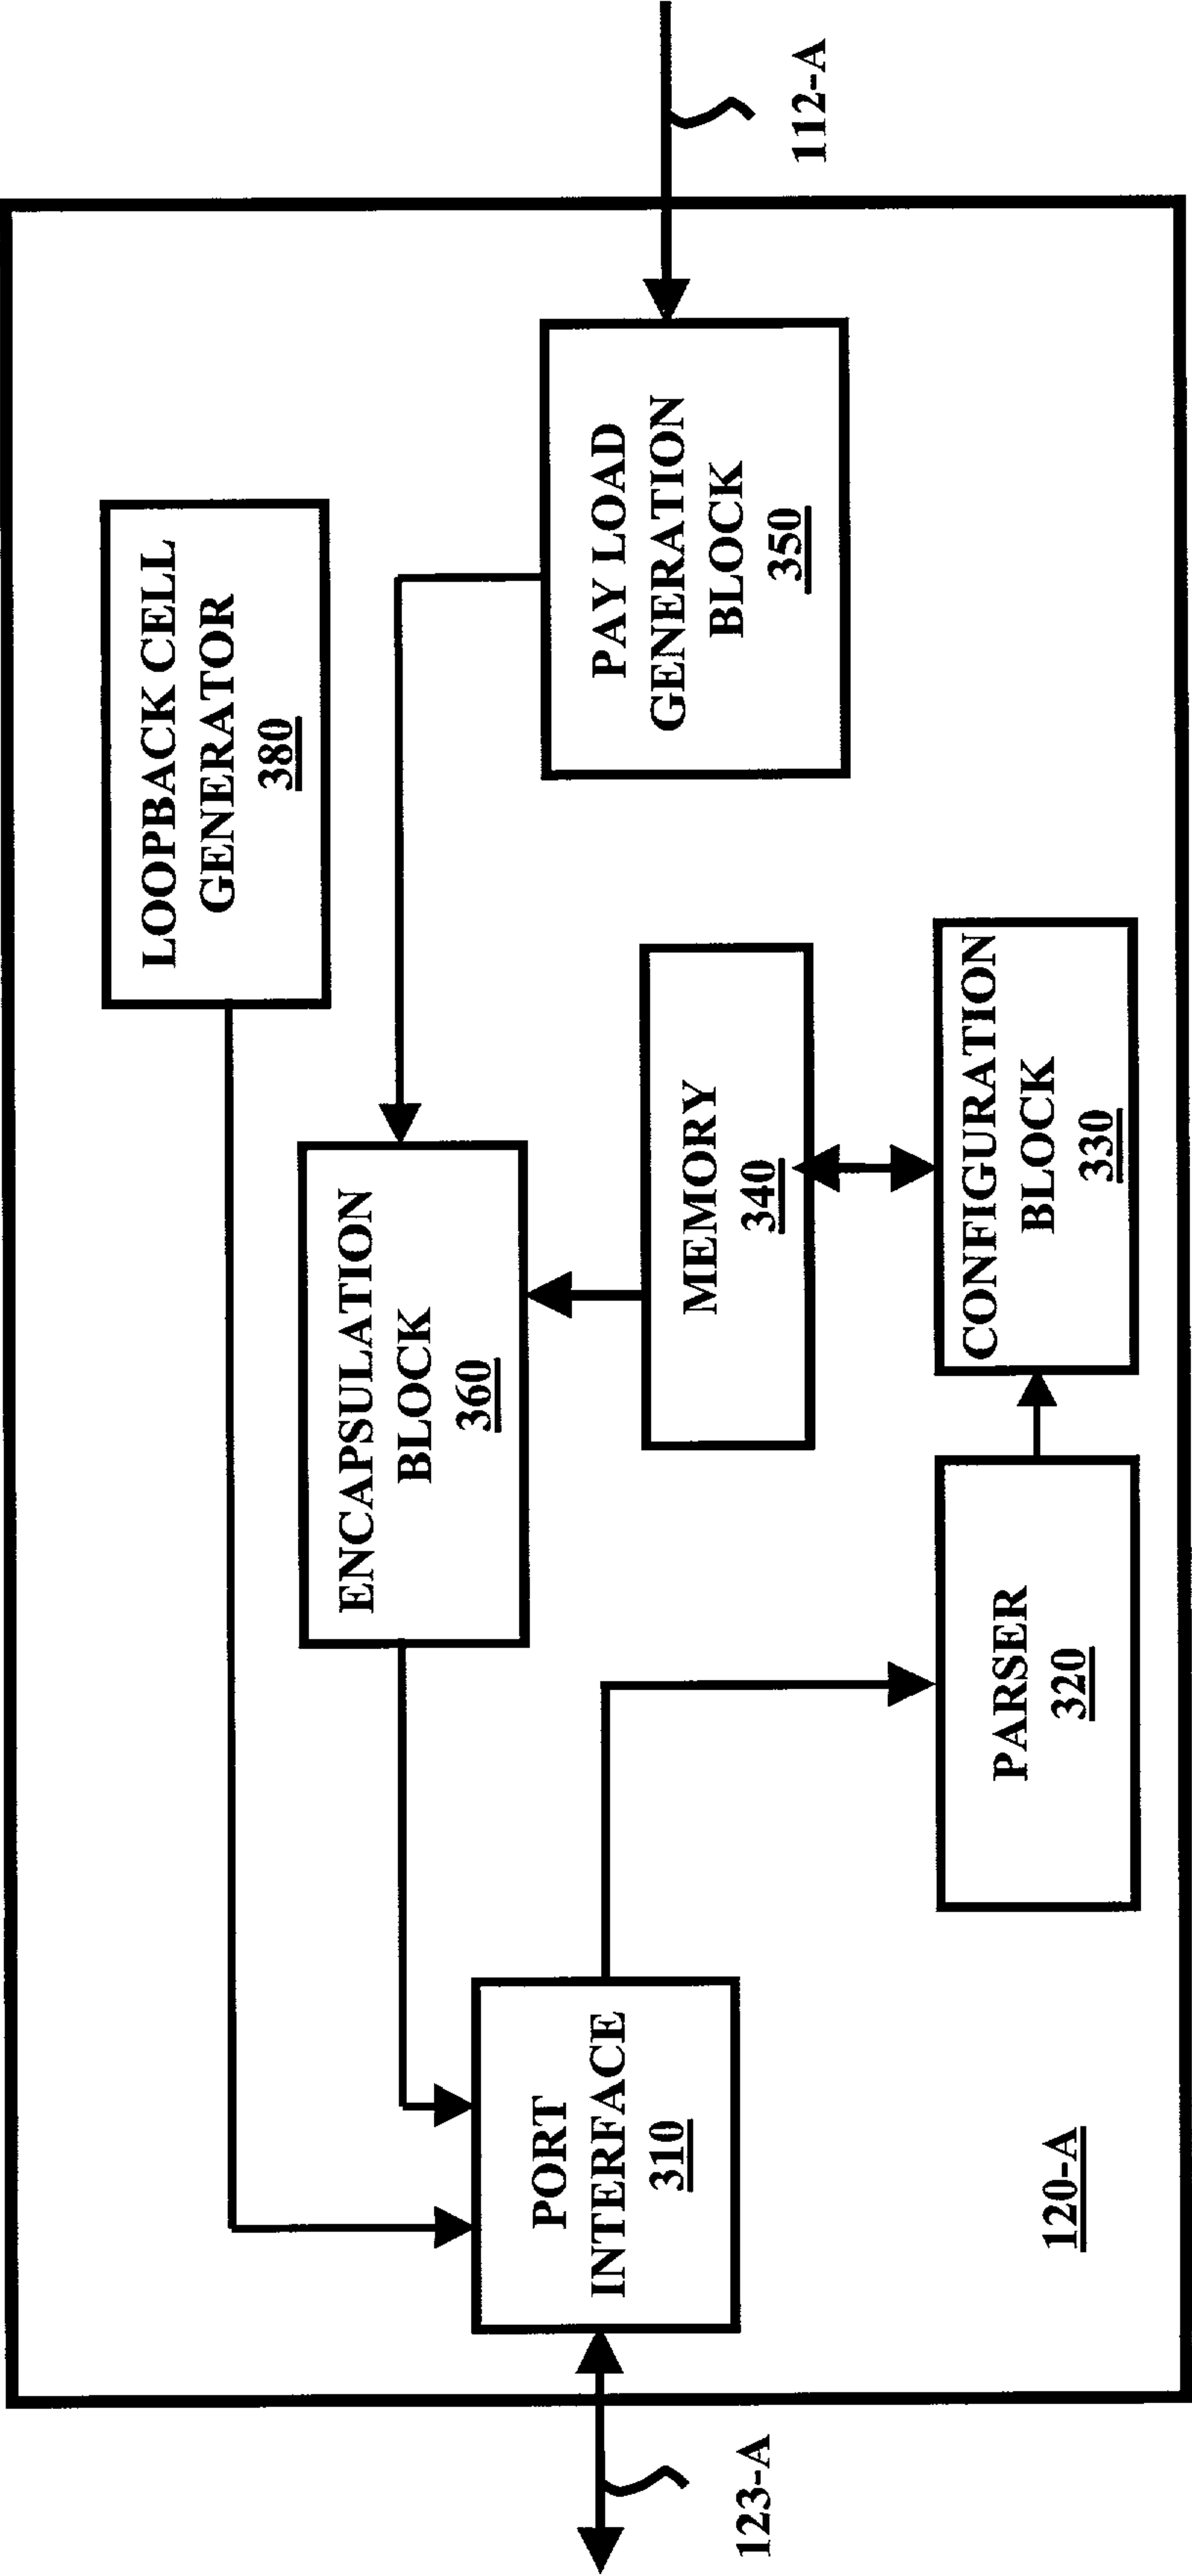 LOOPBACK CELL
GENERATOR
380
112-A
ENCAPSULATION
BLOCK
360
PAY LOAD
GENERATION
BLOCK
350
PORT
INTERFACE
310
123-A
MEMORY
340
PARSER
320
CONFIGURATION
BLOCK
330
120-A